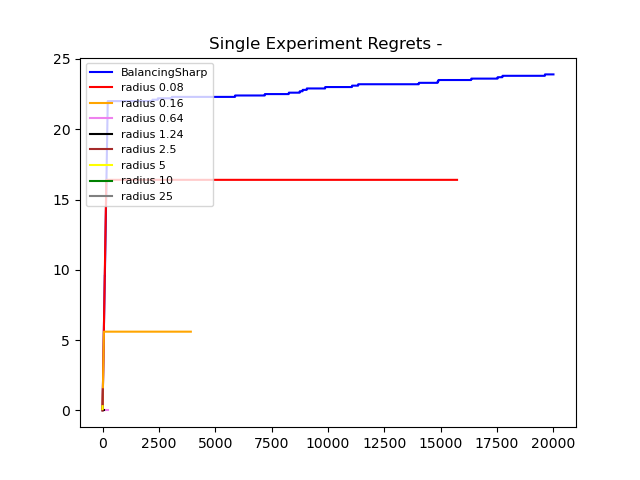 Single Experiment Regrets -
25
20
15
10
5
0
BalancingSharp
radius 0.08
radius 0.16
radius 0.64
radius 1.24
radius 2.5
radius 5
radius 10
radius 25
0 2500 5000 7500 10000 12500 15000 17500 20000